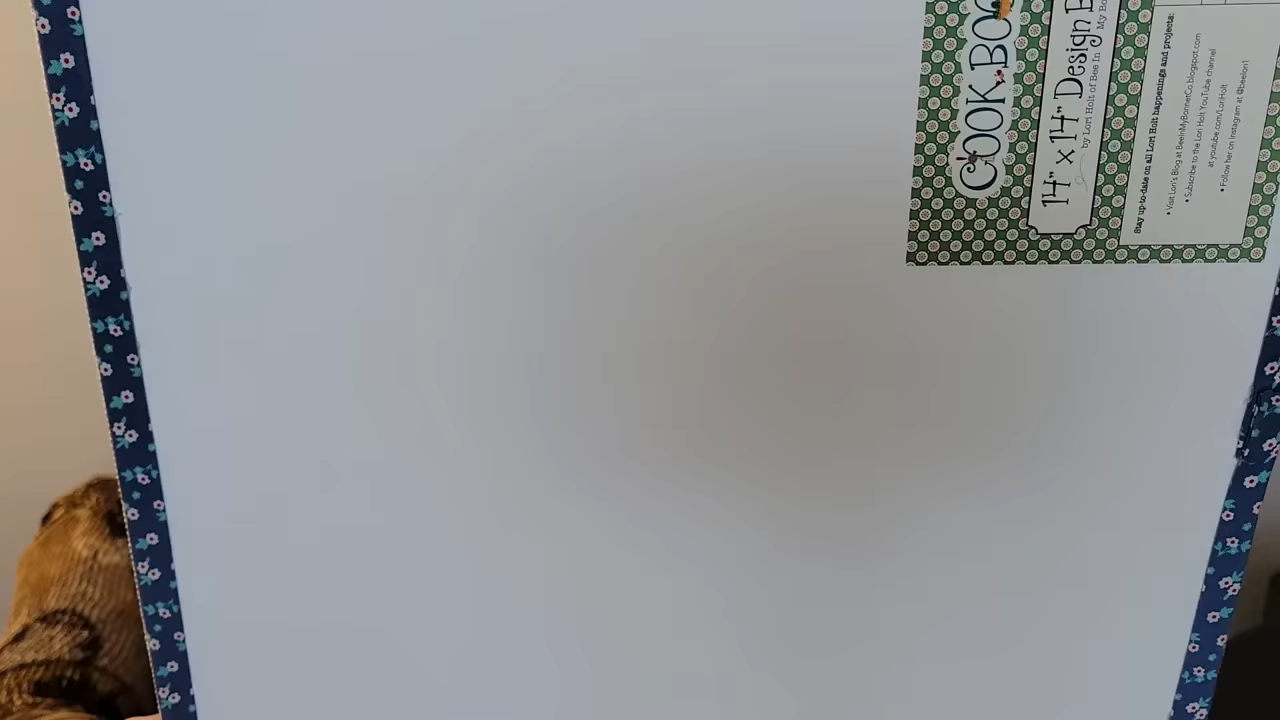 COOK BOO
14" x 14" Design B
by Lori Holt of Bee In My Bo
Stay up-to-date on all Lori Holt happenings and projects:
• Visit Lori's Blog at BeeInMyBonnetCo.blogspot.com
• Subscribe to the Lori Holt YouTube channel
at youtube.com/LoriHolt
• Follow her on Instagram at @beelori1